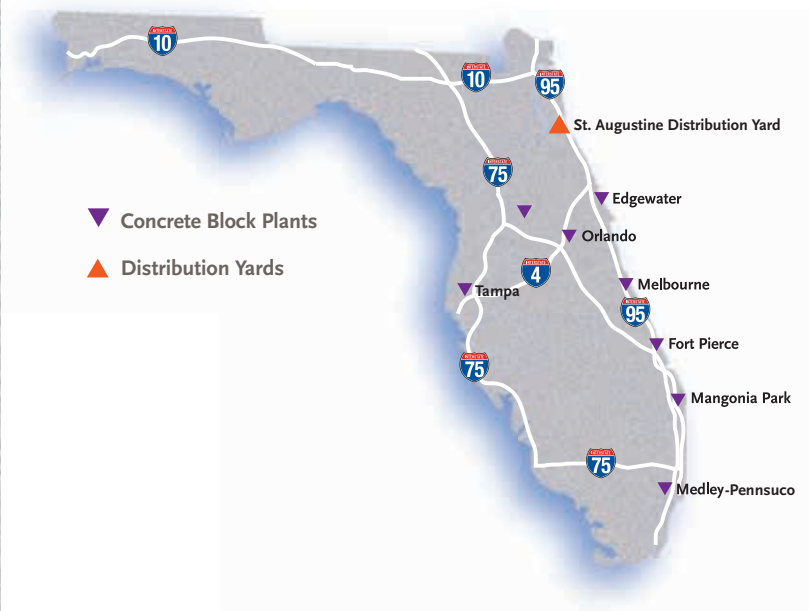 10
10
95
St. Augustine Distribution Yard
75
Edgewater
Concrete Block Plants
Orlando
Distribution Yards
4
Melbourne
Tampa
95
Fort Pierce
75
Mangonia Park
75
Medley-Pennsuco